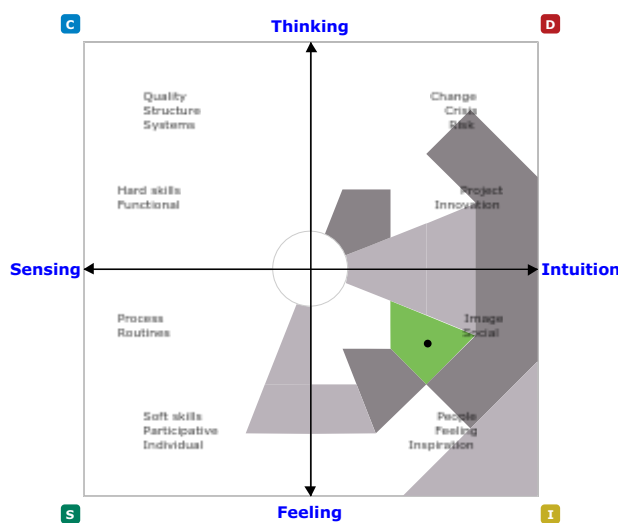 C
D
Thinking
Quality
Structure
Systems
Change
Crisis
Risk
Hard skills
Functional
Project
Innovation
Sensing
Intuition
Process
Routines
Image
Social
Soft skills
Participative
Individual
People
Feeling
Inspiration
S
Feeling
I